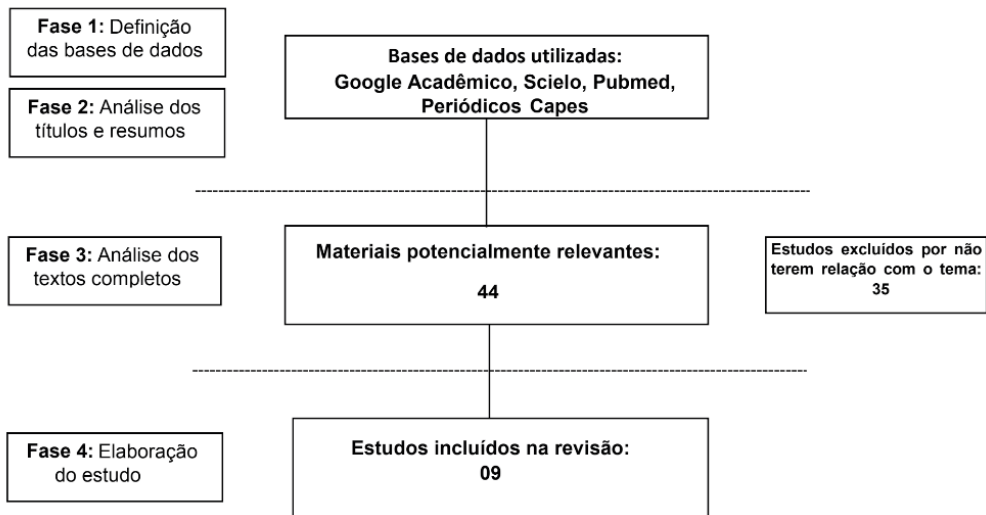 Fase 1: Definição
das bases de dados
Bases de dados utilizadas:
Google Acadêmico, Scielo, Pubmed,
Periódicos Capes
Fase 2: Análise dos
títulos e resumos
Fase 3: Análise dos
textos completos
Materiais potencialmente relevantes:
44
Estudos excluídos por não
terem relação com o tema:
35
Fase 4: Elaboração
do estudo
Estudos incluídos na revisão:
09